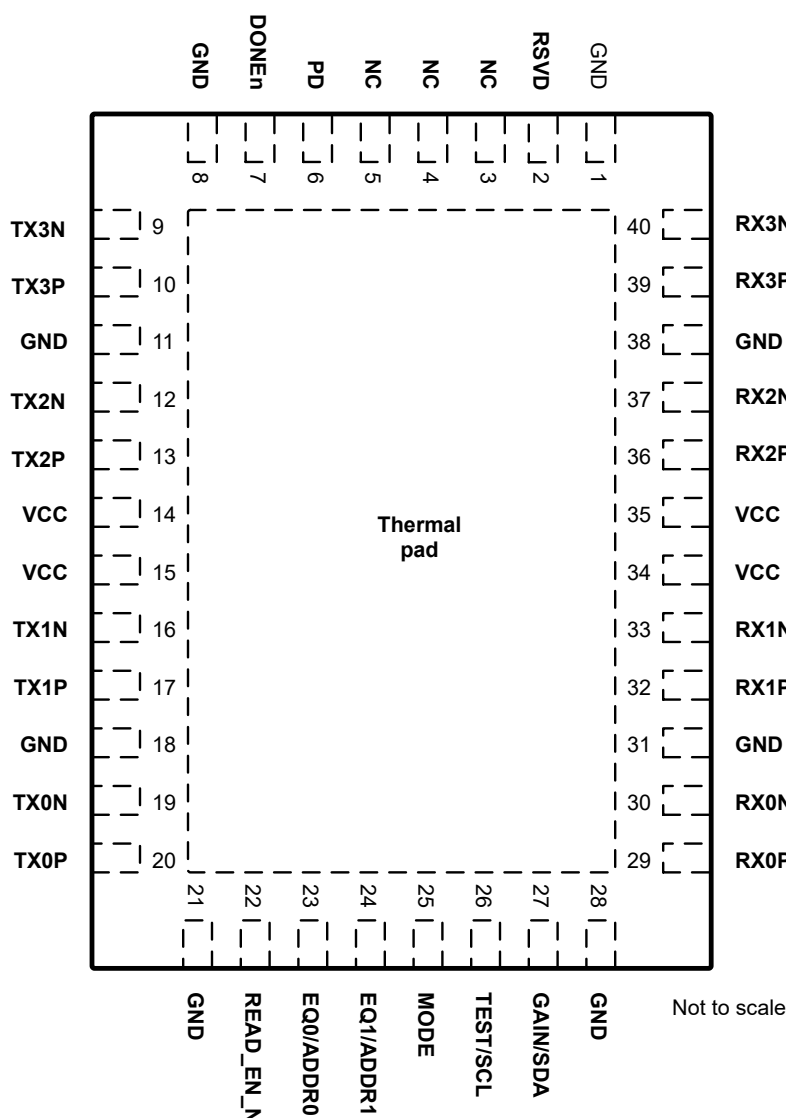 GND DONEn PD NC NC NC RSVD GND
8 7 6 5 4 3 2 1
TX3N 9 40 RX3N
TX3P 10 39 RX3P
GND 11 38 GND
TX2N 12 37 RX2N
TX2P 13 36 RX2P
VCC 14 35 VCC
Thermal
pad
VCC 15 34 VCC
TX1N 16 33 RX1N
TX1P 17 32 RX1P
GND 18 31 GND
TX0N 19 30 RX0N
TX0P 20 29 RX0P
21 22 23 24 25 26 27 28
GND READ_EN_N EQ0/ADDR0 EQ1/ADDR1 MODE TEST/SCL GAIN/SDA GND
Not to scale